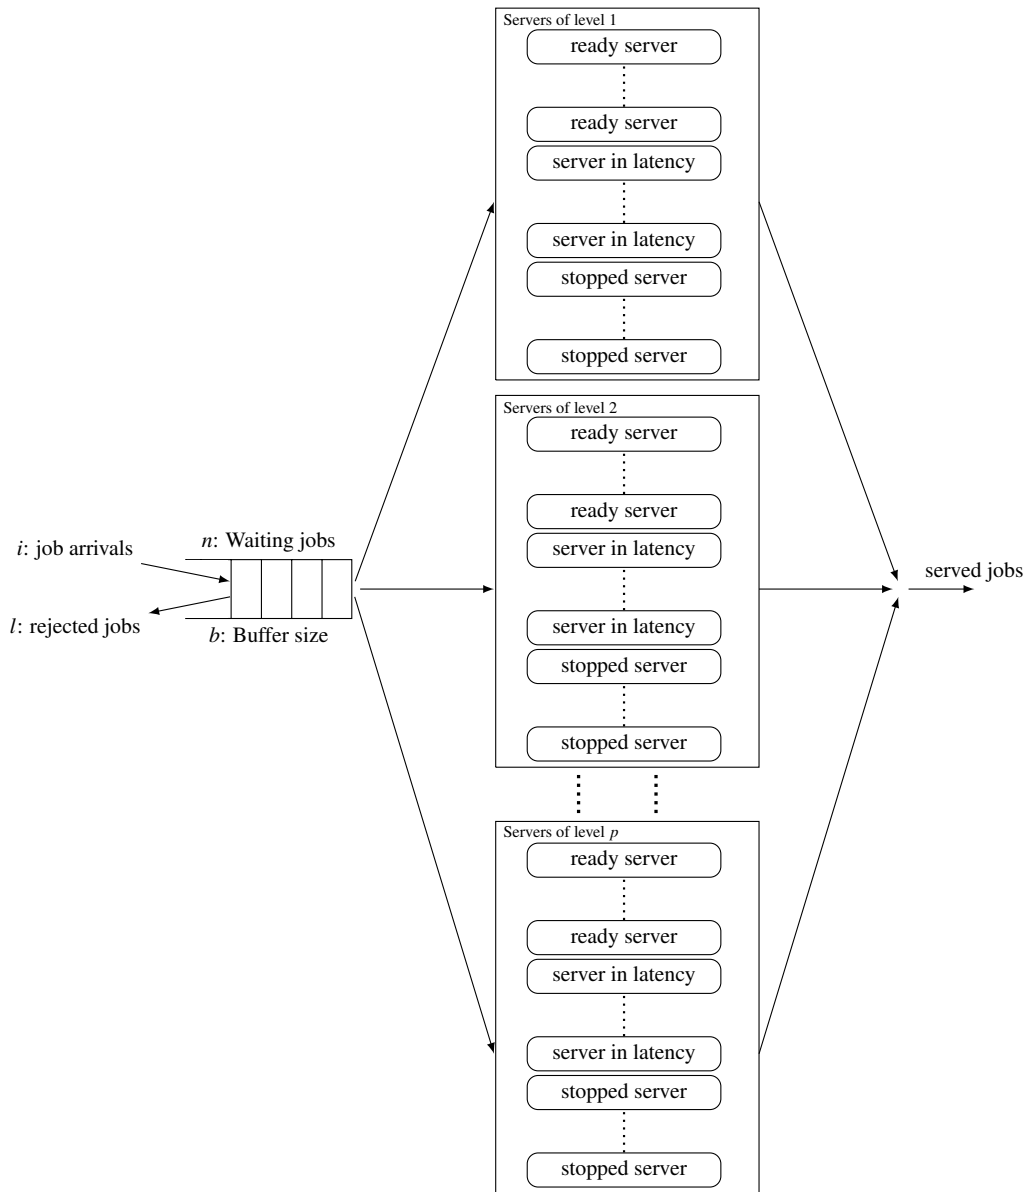 Servers of level 1
ready server
ready server
server in latency
server in latency
stopped server
stopped server
Servers of level 2
ready server
ready server
server in latency
server in latency
stopped server
stopped server
i: job arrivals
n: Waiting jobs
l: rejected jobs
b: Buffer size
served jobs
Servers of level p
ready server
ready server
server in latency
server in latency
stopped server
stopped server